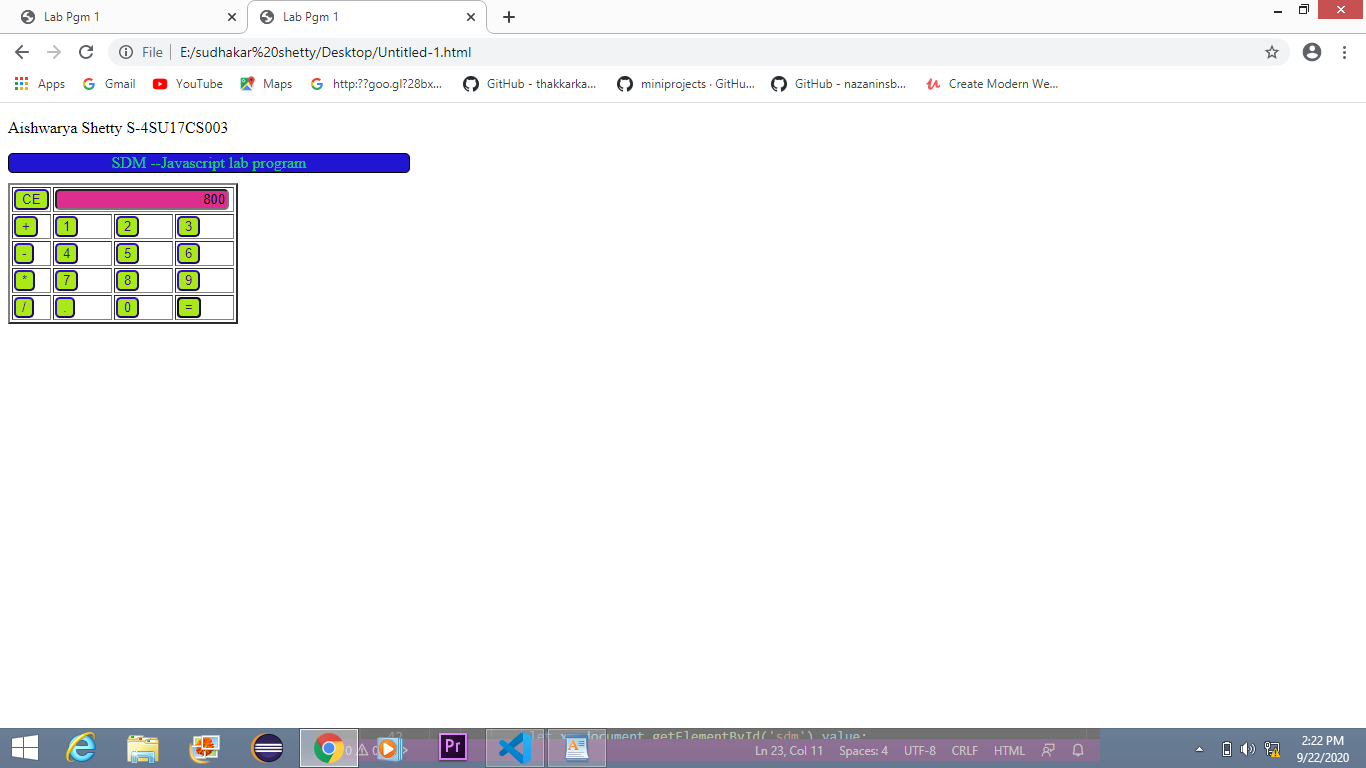 Lab Pgm 1
Lab Pgm 1
File E:/sudhakar%20shetty/Desktop/Untitled-1.html
Apps Gmail YouTube Maps http:??goo.gl?28bx... GitHub - thakkarka... miniprojects · GitHu... GitHub - nazaninsb... Create Modern We...
Aishwarya Shetty S-4SU17CS003
SDM --Javascript lab program
CE 800
+ 1 2 3
- 4 5 6
* 7 8 9
/ . 0 =
document.getElementById('sdm').value;
Pr
Ln 23, Col 11 Spaces: 4 UTF-8 CRLF HTML
2:22 PM
9/22/2020